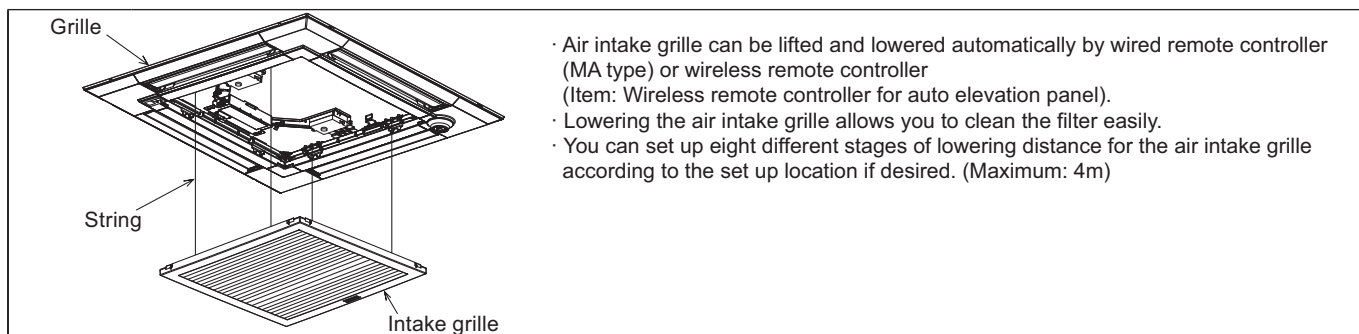 Grille
String
Intake grille
· Air intake grille can be lifted and lowered automatically by wired remote controller
(MA type) or wireless remote controller
(Item: Wireless remote controller for auto elevation panel).
· Lowering the air intake grille allows you to clean the filter easily.
· You can set up eight different stages of lowering distance for the air intake grille
according to the set up location if desired. (Maximum: 4m)